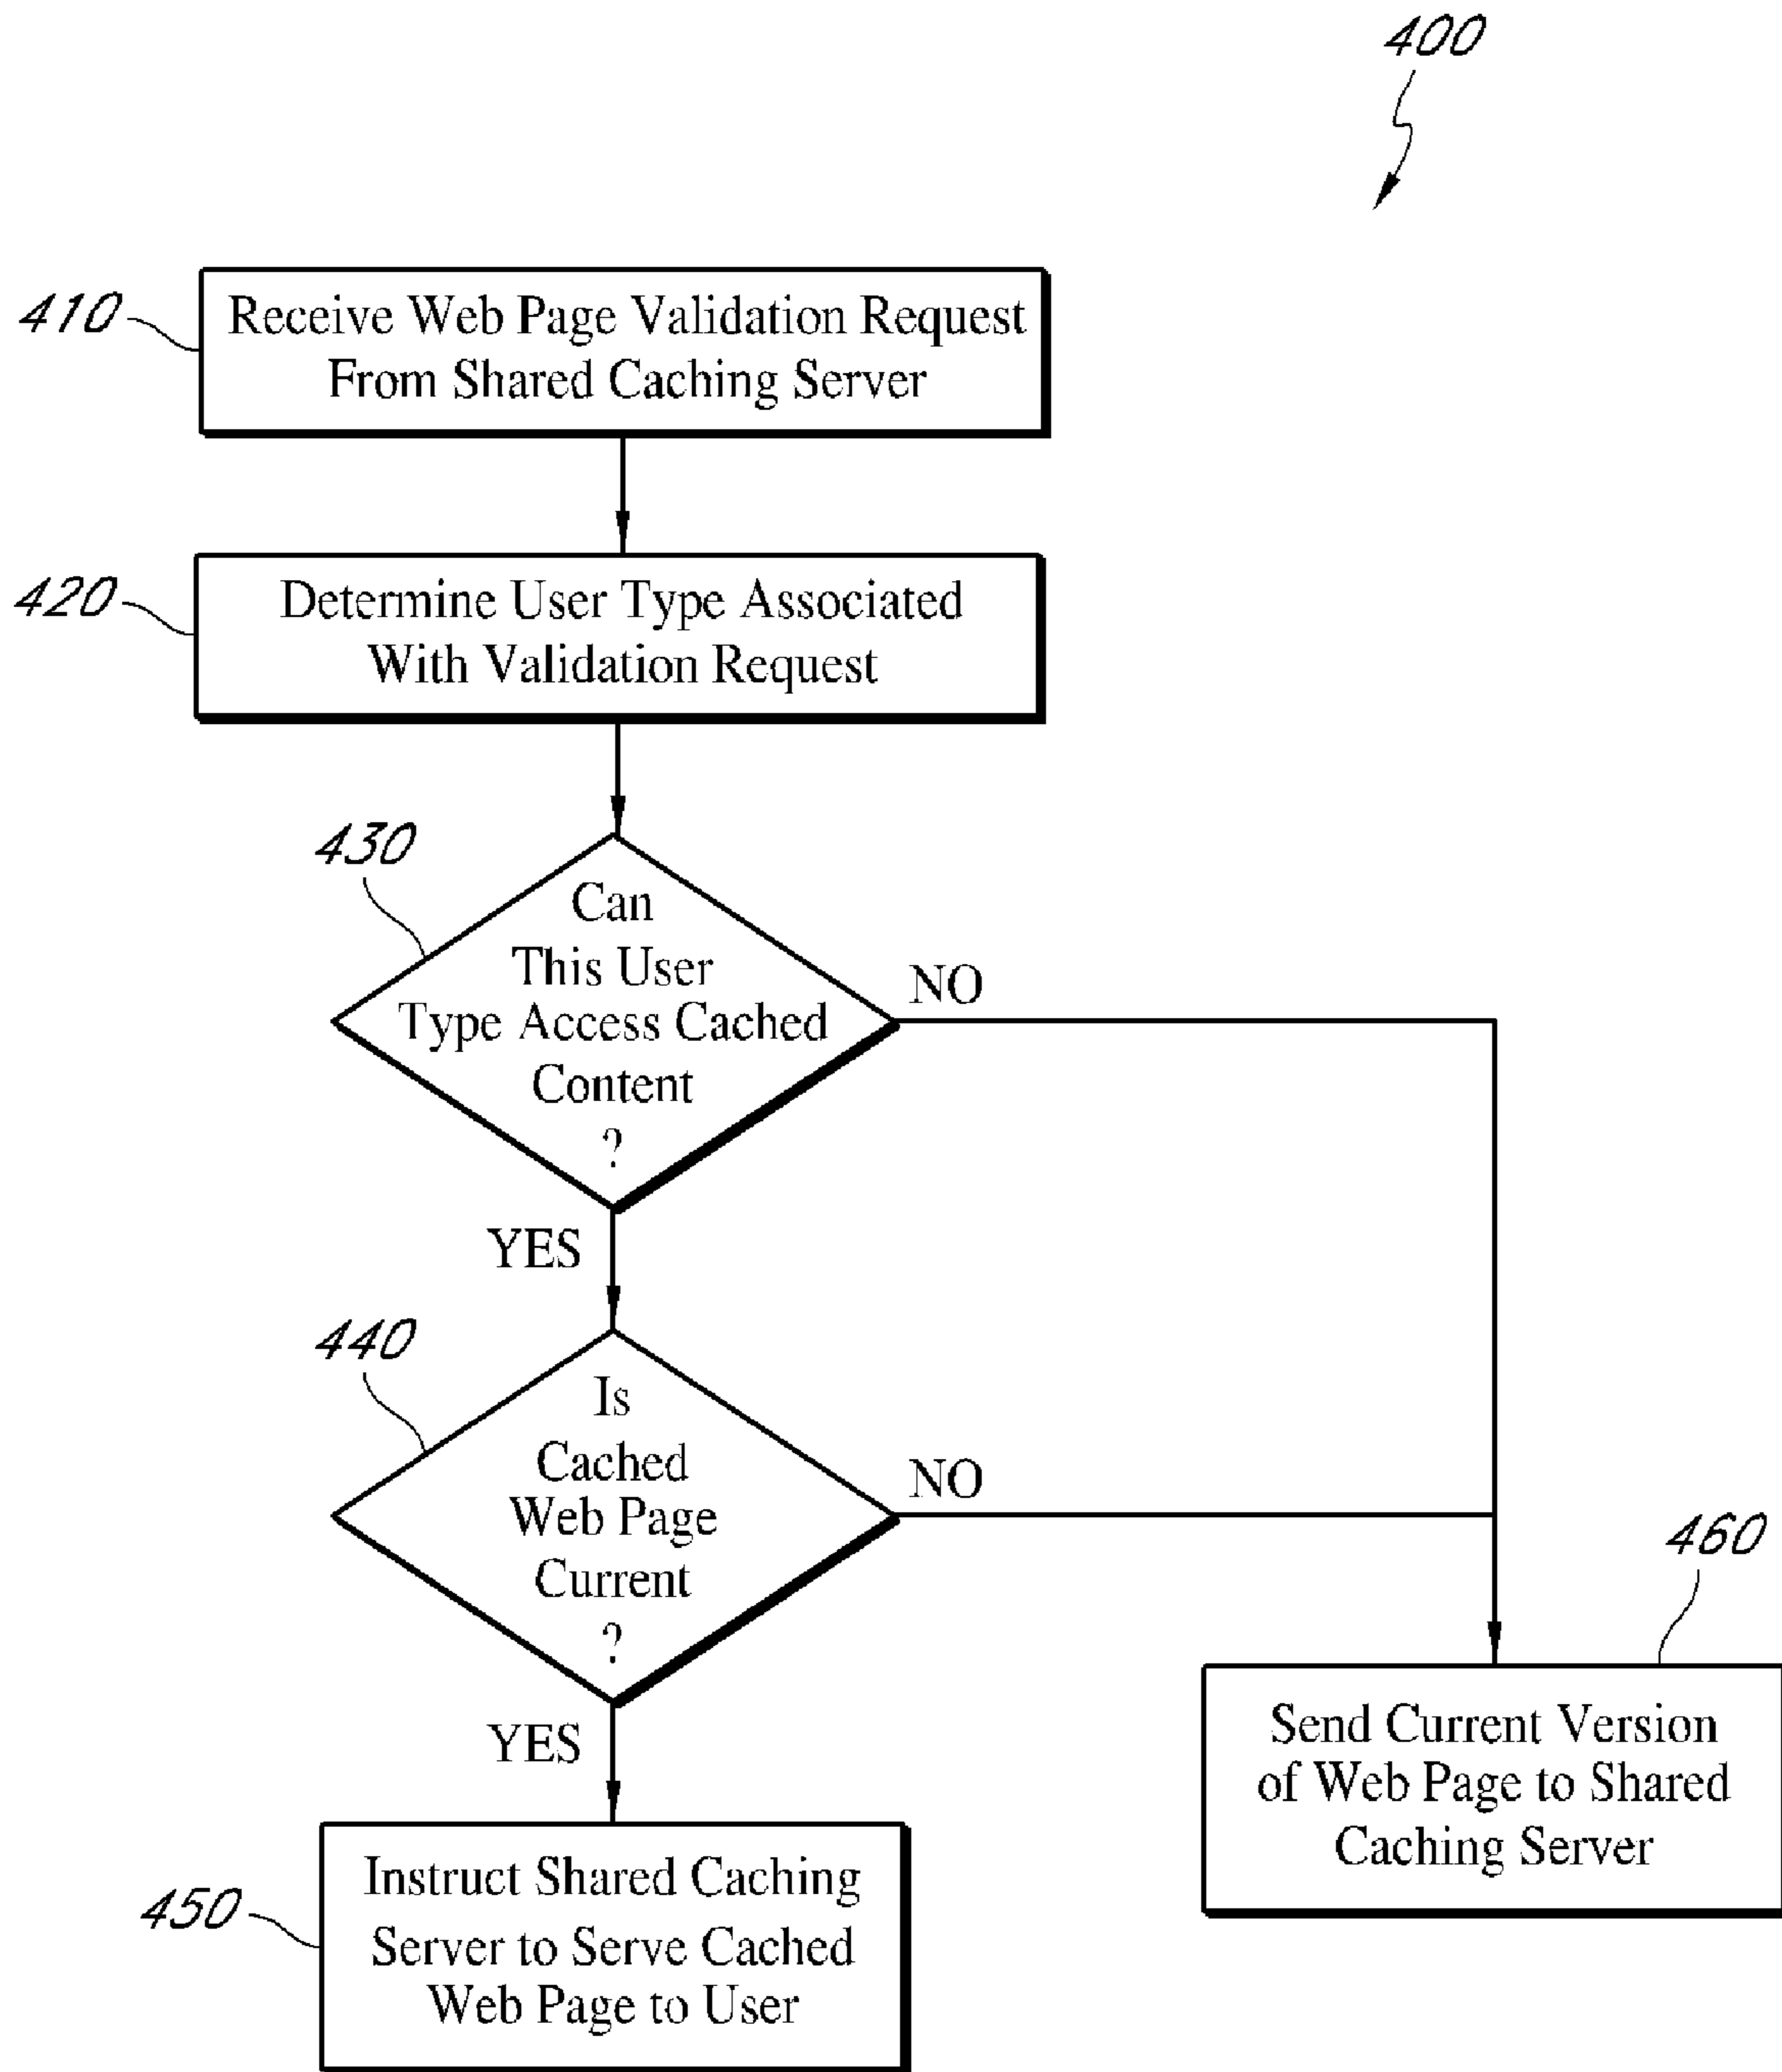 400
410
Receive Web Page Validation Request
From Shared Caching Server
420
Determine User Type Associated
With Validation Request
430
Can
This User
Type Access Cached
Content
?
NO
YES
440
Is
Cached
Web Page
Current
?
NO
YES
460
Send Current Version
of Web Page to Shared
Caching Server
450
Instruct Shared Caching
Server to Serve Cached
Web Page to User